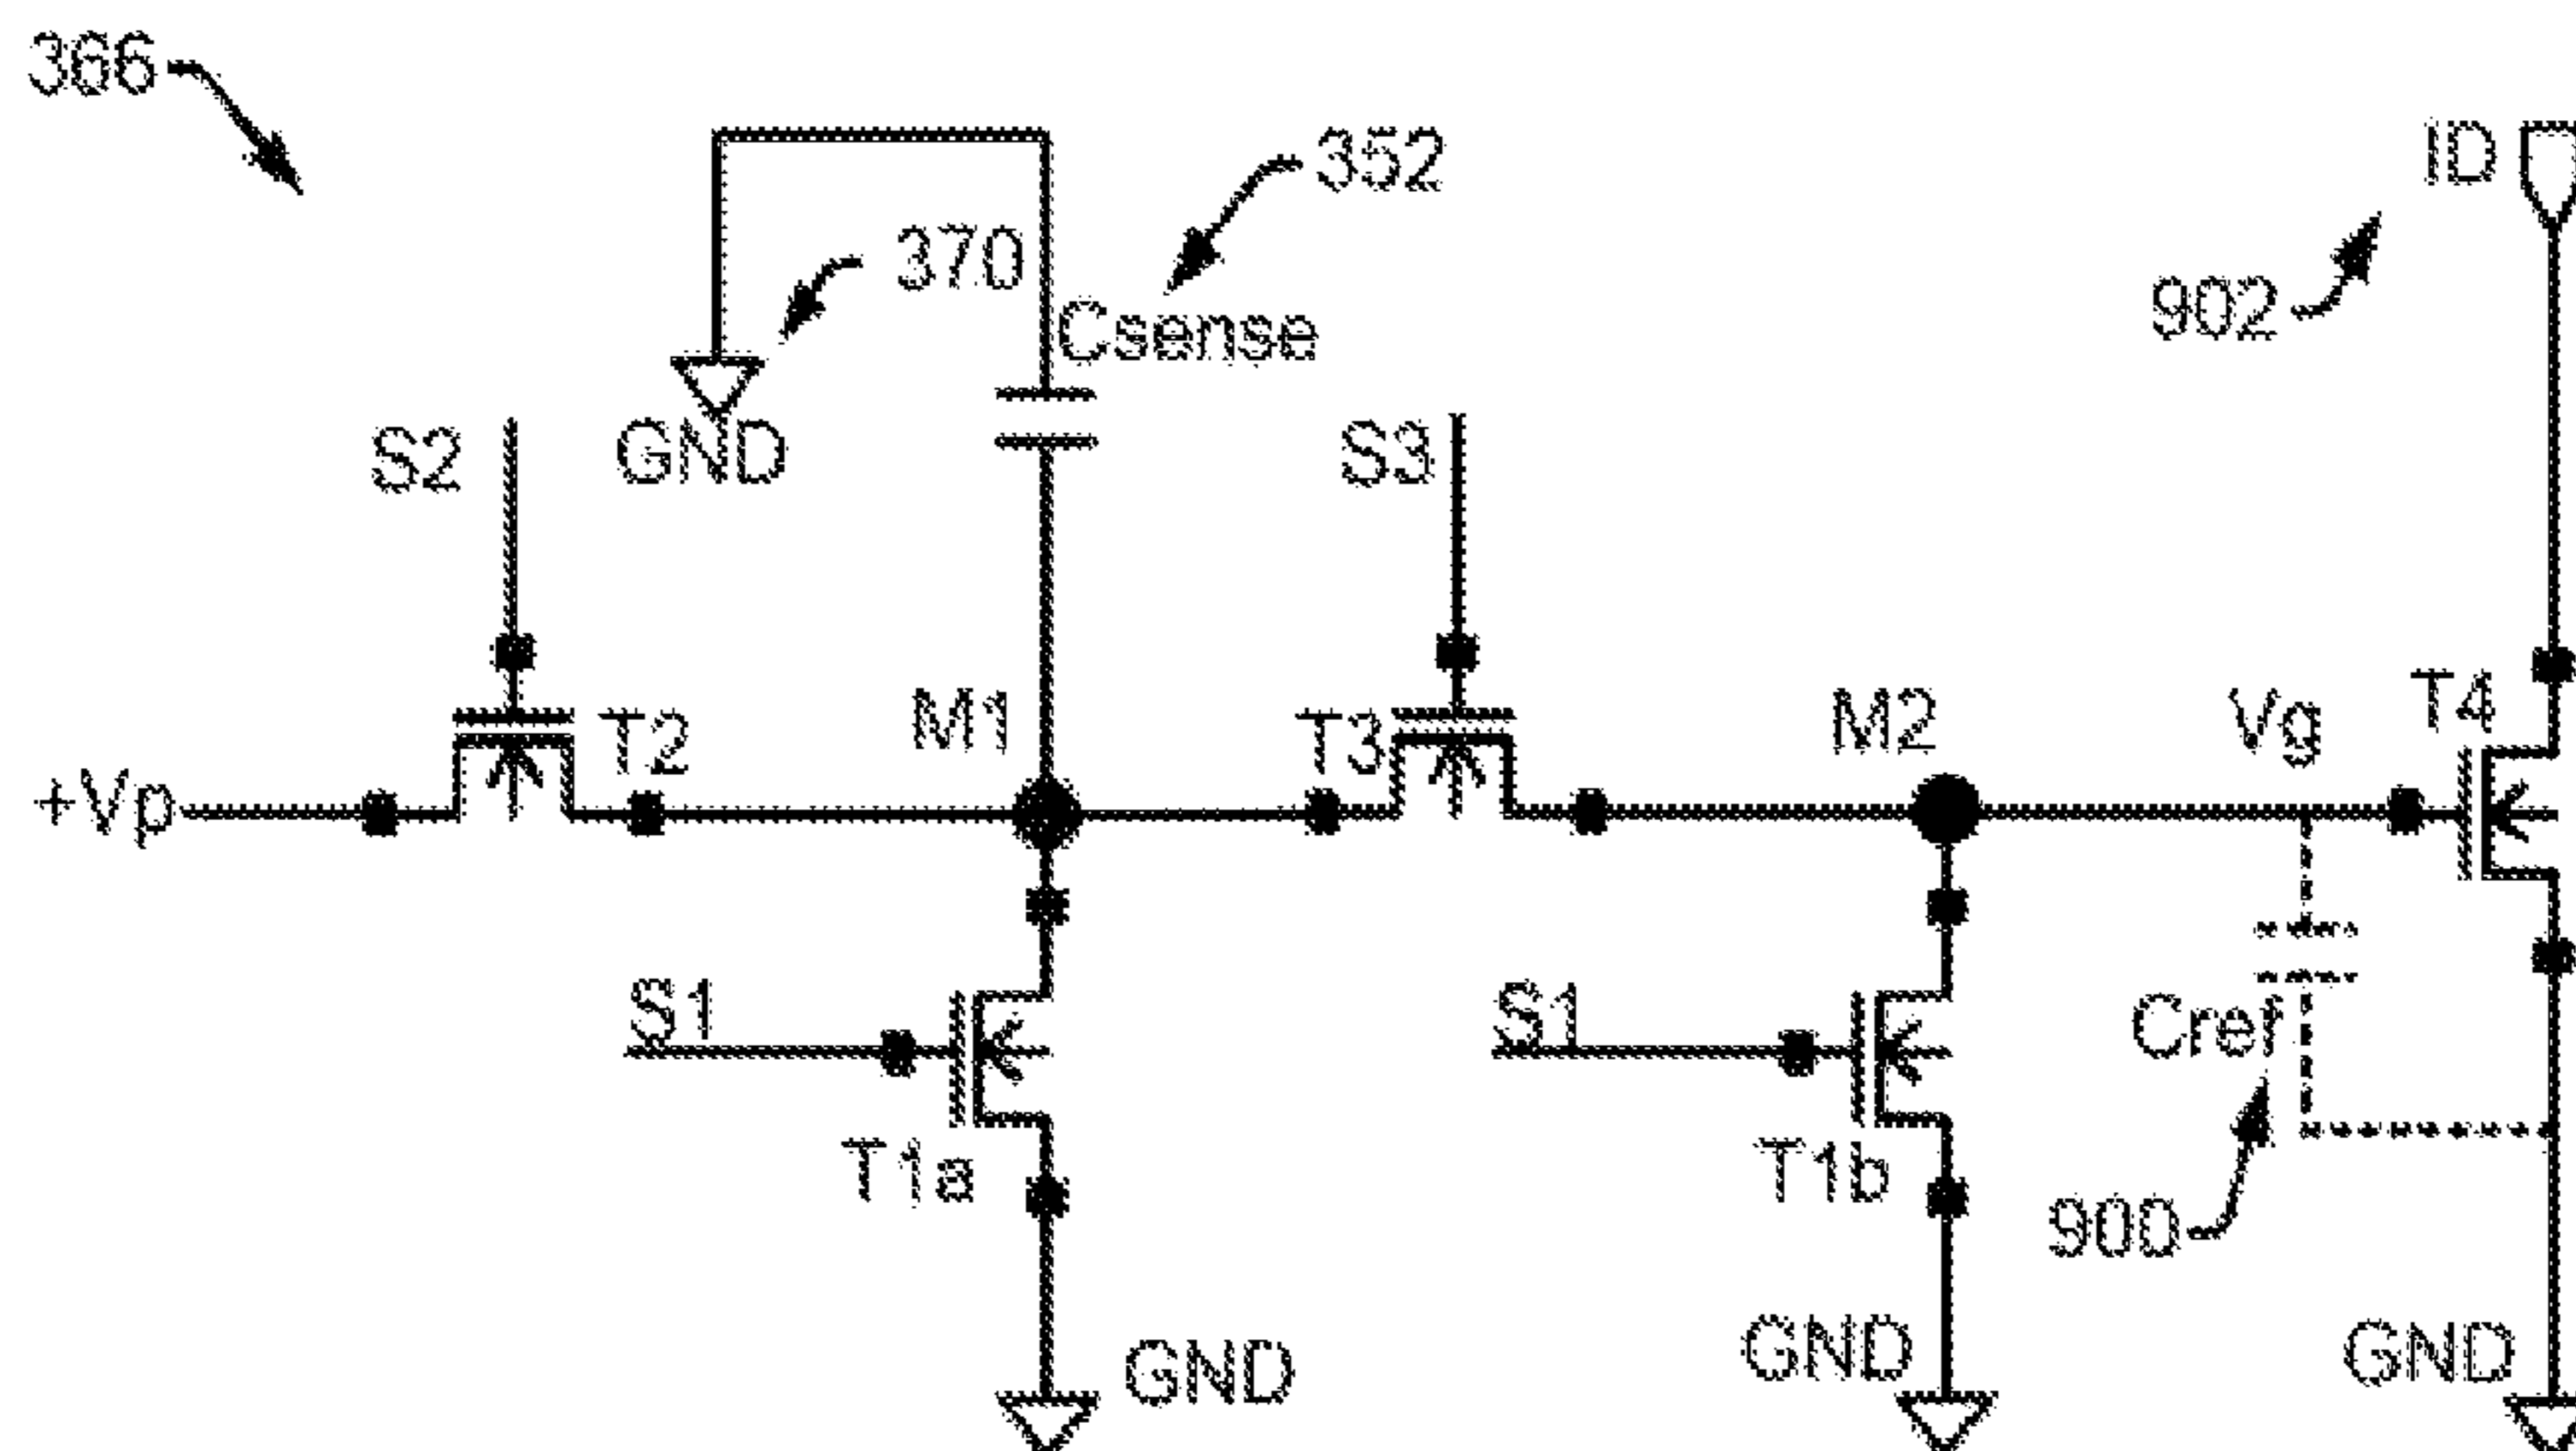 366
352
ID
370
Csense
902
S2
GND
S3
+Vp
T2
M1
T3
M2
Vg
T4
S1
S1
Cref
T1a
T1b
900
GND
GND
GND